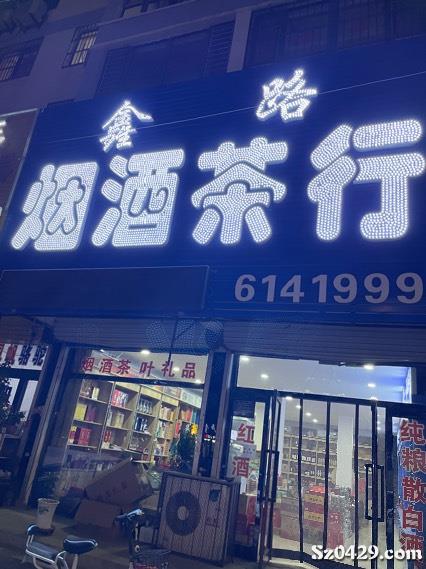 鑫路
烟酒茶行
6141999
烟酒茶叶礼品
红酒
纯粮散白酒
Sz0429.com